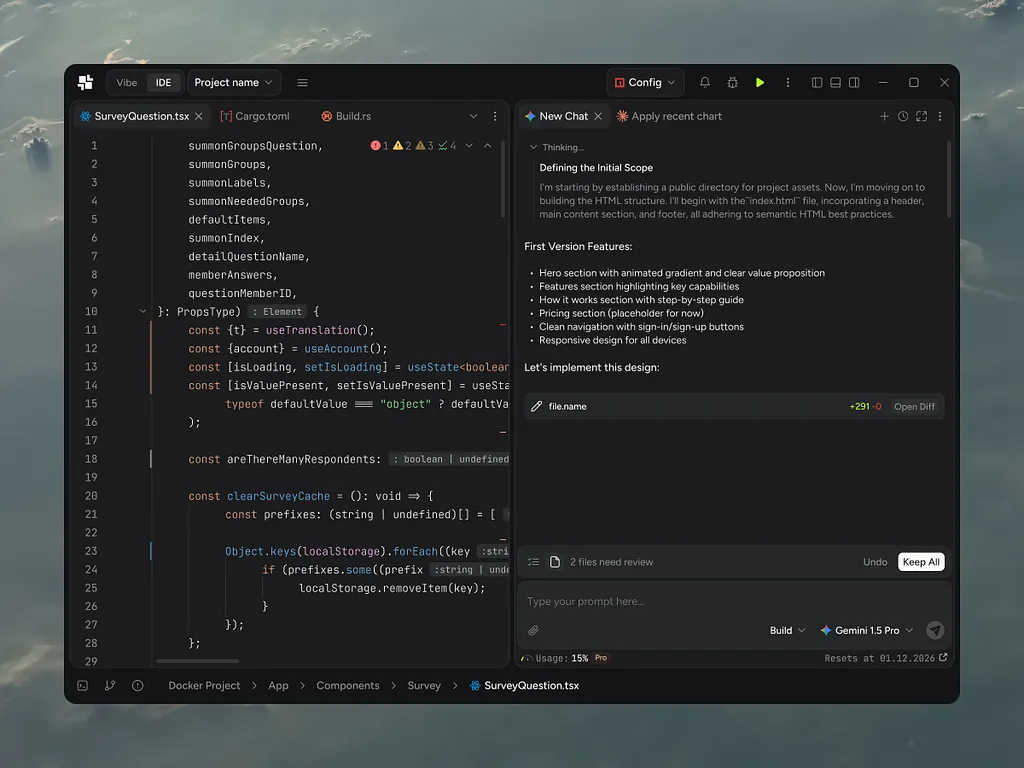 Vibe IDE Project name
Config
SurveyQuestion.tsx [T] Cargo.toml Build.rs
1 summonGroupsQuestion, 1 2 3 4
2 summonGroups,
3 summonLabels,
4 summonNeededGroups,
5 defaultItems,
6 summonIndex,
7 detailQuestionName,
8 memberAnswers,
9 questionMemberID,
10 }: PropsType) : Element {
11 const {t} = useTranslation();
12 const {account} = useAccount();
13 const [isLoading, setIsLoading] = useState<boolean
14 const [isValuePresent, setIsValuePresent] = useSta
15 typeof defaultValue === "object" ? defaultVa
16 );
17
18 const areThereManyRespondents: : boolean | undefined
19
20 const clearSurveyCache = (): void => {
21 const prefixes: (string | undefined)[] = [
22
23 Object.keys(localStorage).forEach((key :stri
24 if (prefixes.some((prefix :string | unde
25 localStorage.removeItem(key);
26 }
27 });
28 };
29
New Chat Apply recent chart
Thinking...
Defining the Initial Scope
I'm starting by establishing a public directory for project assets. Now, I'm moving on to
building the HTML structure. I'll begin with the``index.html` file, incorporating a header,
main content section, and footer, all adhering to semantic HTML best practices.
First Version Features:
• Hero section with animated gradient and clear value proposition
• Features section highlighting key capabilities
• How it works section with step-by-step guide
• Pricing section (placeholder for now)
• Clean navigation with sign-in/sign-up buttons
• Responsive design for all devices
Let's implement this design:
file.name +291 -0 Open Diff
2 files need review Undo Keep All
Type your prompt here...
Build Gemini 1.5 Pro
Usage: 15% Pro Resets at 01.12.2026
Docker Project > App > Components > Survey > SurveyQuestion.tsx